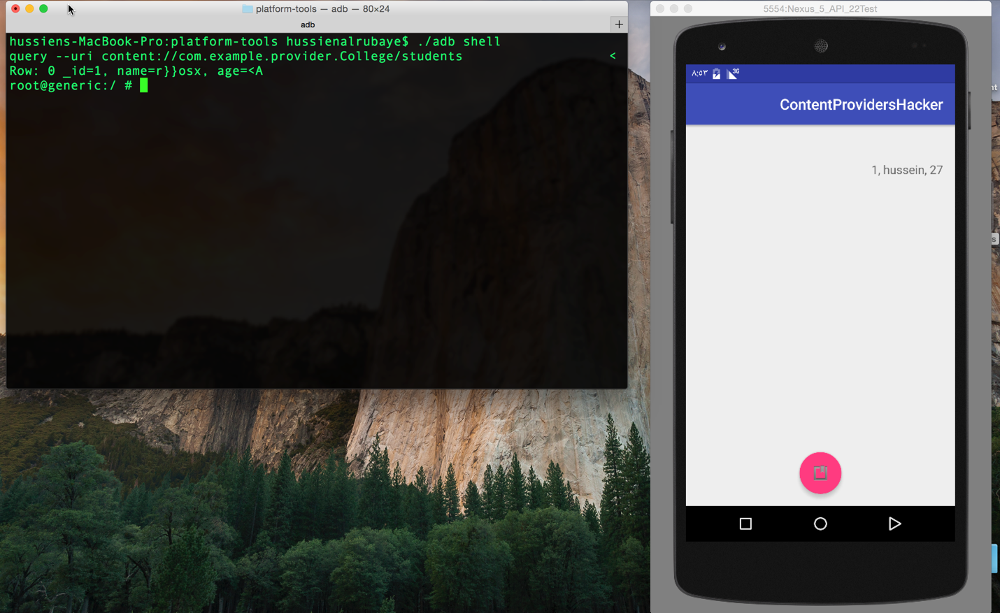 platform-tools — adb — 80×24
adb
hussiens-MacBook-Pro:platform-tools hussienalrubaye$ ./adb shell
query --uri content://com.example.provider.College/students <
Row: 0 _id=1, name=r}}osx, age=<A
root@generic:/ #
5554:Nexus_5_API_22Test
٨:٥٣ 3G
ContentProvidersHacker
1, hussein, 27
nt
s